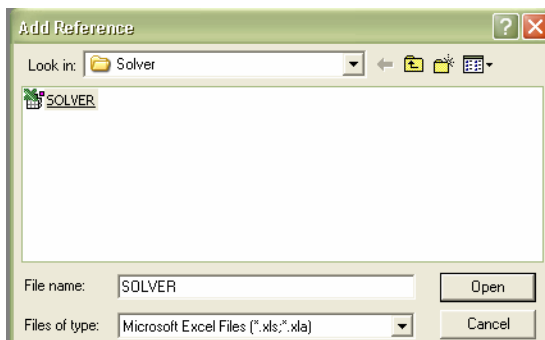 Add Reference
Look in: Solver
SOLVER
File name: SOLVER Open
Files of type: Microsoft Excel Files (*.xls;*.xla) Cancel